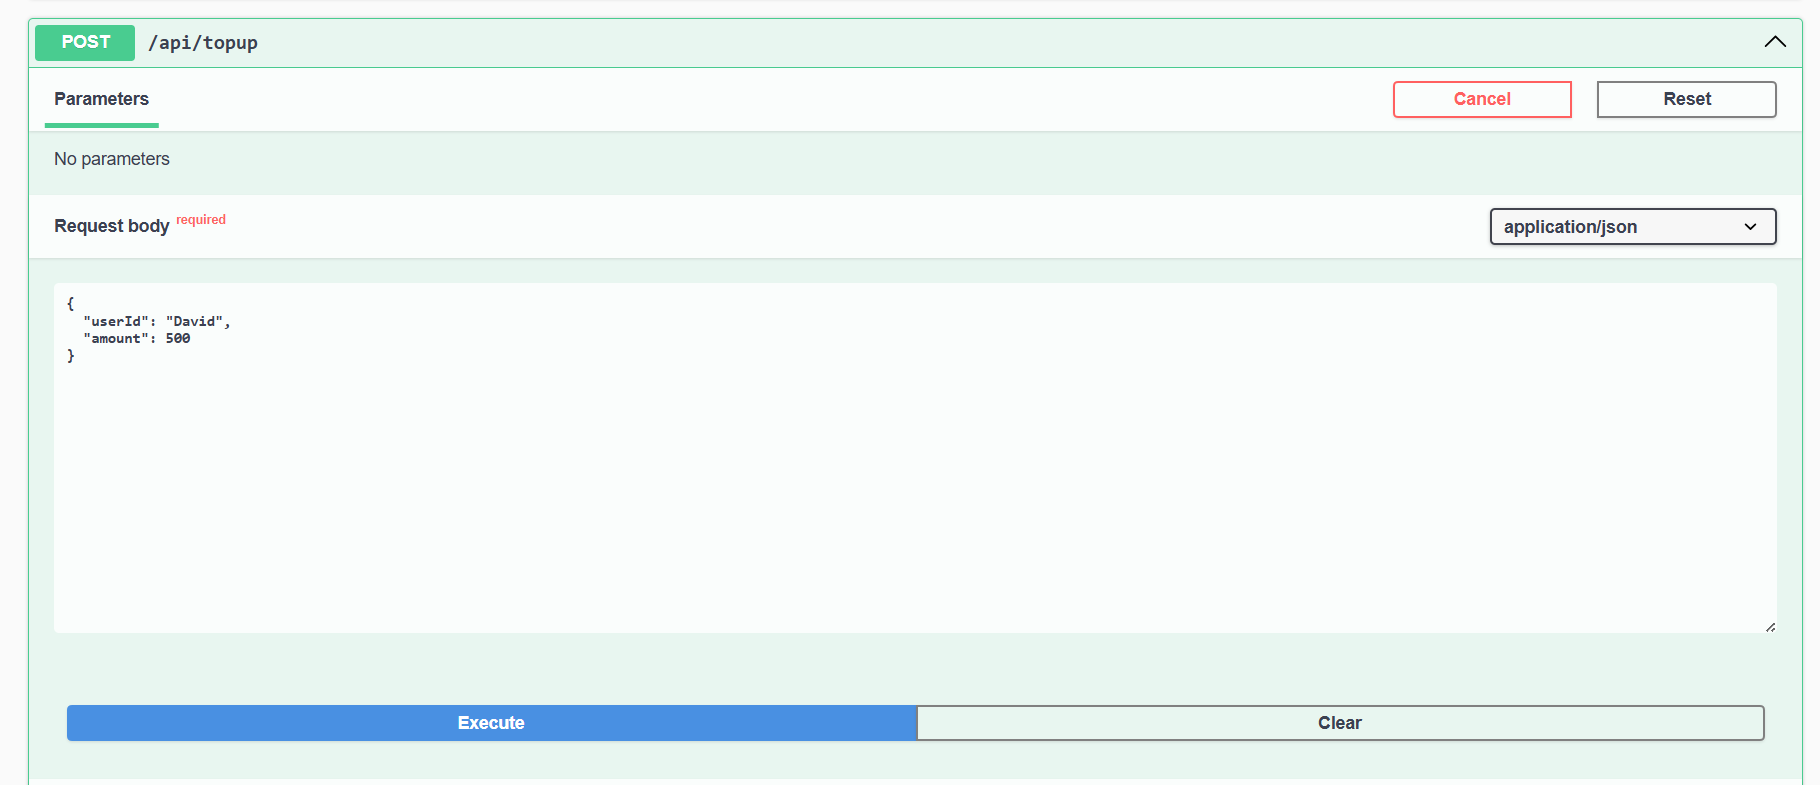 POST /api/topup
Parameters
Cancel
Reset
No parameters
Request body required
application/json
{
  "userId": "David",
  "amount": 500
}
Execute
Clear